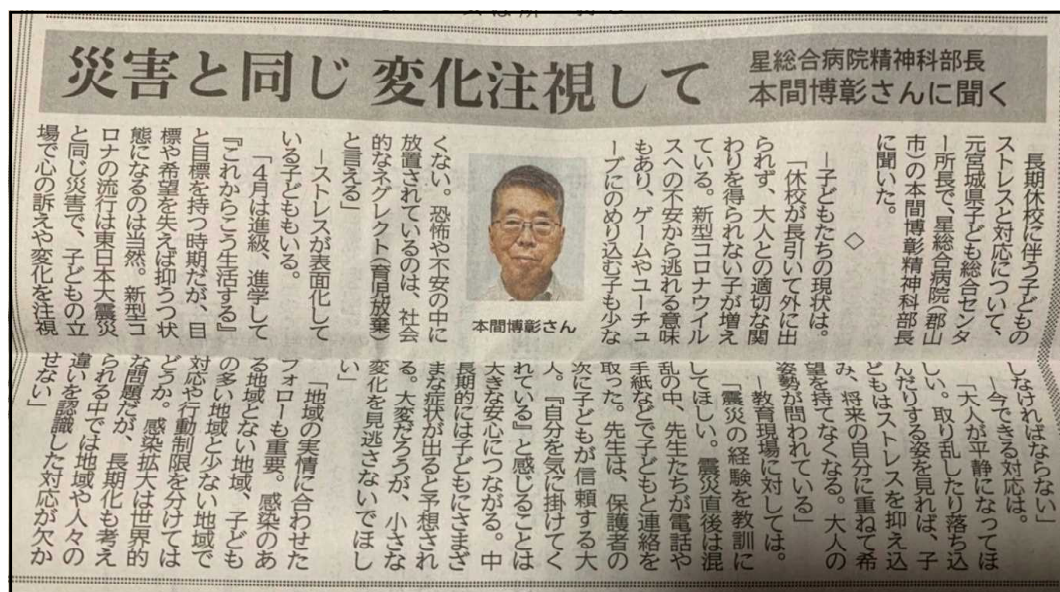 災害と同じ 変化注視して
星総合病院精神科部長
本間博彰さんに聞く
長期休校に伴う子どもの
ストレスと対応について、
元宮城県子ども総合センタ
ー所長で、星総合病院(郡山
市)の本間博彰精神科部長
に聞いた。
◇
―子どもたちの現状は。
「休校が長引いて外に出
られず、大人との適切な関
わりを得られない子が増え
ている。新型コロナウイル
スへの不安から逃れる意味
もあり、ゲームやユーチュ
ーブにのめり込む子も少な
本間博彰さん
くない。恐怖や不安の中に
放置されているのは、社会
的なネグレクト(育児放棄)
と言える」
―ストレスが表面化して
いる子どももいる。
「4月は進級、進学して
『これからこう生活する』
と目標を持つ時期だが、目
標や希望を失えば抑うつ状
態になるのは当然。新型コ
ロナの流行は東日本大震災
と同じ災害で、子どもの立
場で心の訴えや変化を注視
しなければならない」
―今できる対応は。
「大人が平静になってほ
しい。取り乱したり落ち込
んだりする姿を見れば、子
どもはストレスを抑え込
み、将来の自分に重ねて希
望を持てなくなる。大人の
姿勢が問われている」
―教育現場に対しては。
「震災の経験を教訓に
してほしい。震災直後は混
乱の中、先生たちが電話や
手紙などで子どもと連絡を
取った。先生は、保護者の
次に子どもが信頼する大
人。『自分を気に掛けてく
れている』と感じることは
大きな安心につながる。中
長期的には子どもにさまざ
まな症状が出ると予想され
る。大変だろうが、小さな
変化を見逃さないでほし
い」
「地域の実情に合わせた
フォローも重要。感染のあ
る地域とない地域、子ども
の多い地域と少ない地域で
対応や行動制限を分けては
どうか。感染拡大は世界的
な問題だが、長期化も考え
られる中では地域や人々の
違いを認識した対応が欠か
せない」